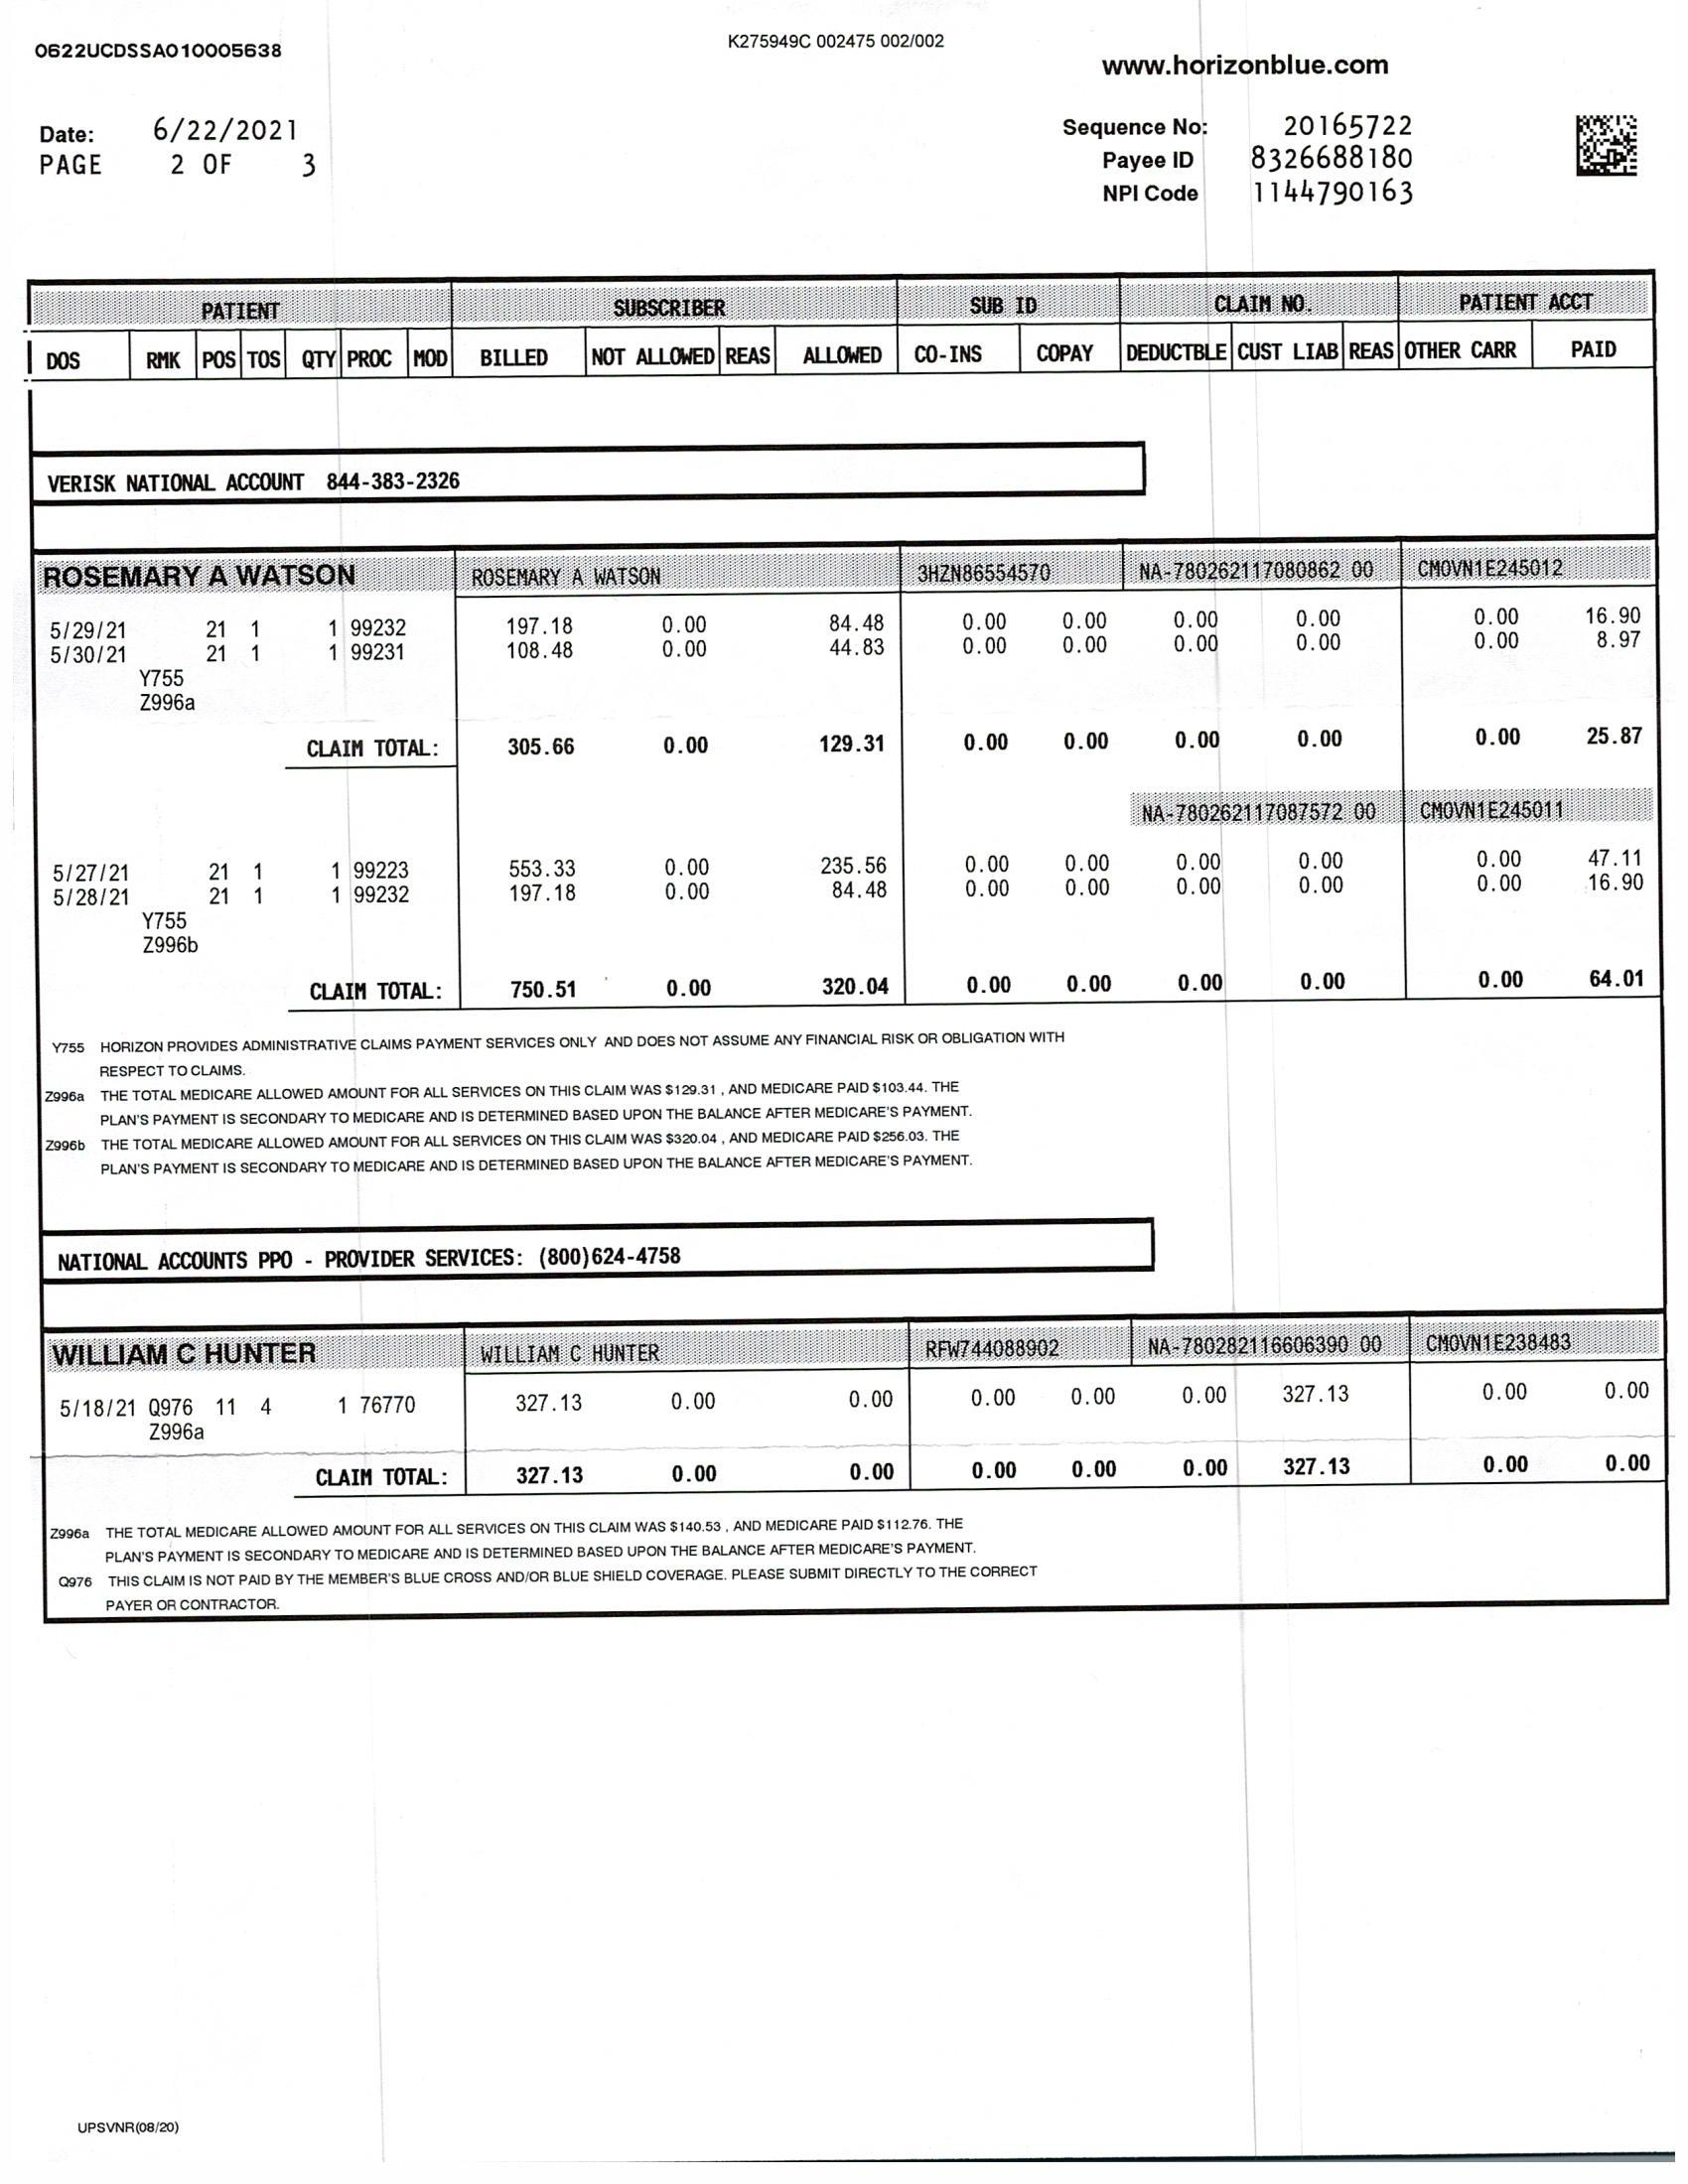 0622UCDSSA010005638
K275949C 002475 002/002
www.horizonblue.com
Date: 6/22/2021
PAGE 2 OF 3
Sequence No: 20165722
Payee ID 8326688180
NPI Code 1144790163
PATIENT SUBSCRIBER SUB ID CLAIM NO. PATIENT ACCT
DOS RMK POS TOS QTY PROC MOD BILLED NOT ALLOWED REAS ALLOWED CO-INS COPAY DEDUCTBLE CUST LIAB REAS OTHER CARR PAID
VERISK NATIONAL ACCOUNT 844-383-2326
ROSEMARY A WATSON ROSEMARY A WATSON 3HZN86554570 NA-780262117080862 00 CMOVN1E245012
5/29/21 21 1 1 99232 197.18 0.00 84.48 0.00 0.00 0.00 0.00 0.00 16.90
5/30/21 21 1 1 99231 108.48 0.00 44.83 0.00 0.00 0.00 0.00 0.00 8.97
Y755
Z996a
CLAIM TOTAL: 305.66 0.00 129.31 0.00 0.00 0.00 0.00 0.00 25.87
NA-780262117087572 00 CMOVN1E245011
5/27/21 21 1 1 99223 553.33 0.00 235.56 0.00 0.00 0.00 0.00 0.00 47.11
5/28/21 21 1 1 99232 197.18 0.00 84.48 0.00 0.00 0.00 0.00 0.00 16.90
Y755
Z996b
CLAIM TOTAL: 750.51 0.00 320.04 0.00 0.00 0.00 0.00 0.00 64.01
Y755 HORIZON PROVIDES ADMINISTRATIVE CLAIMS PAYMENT SERVICES ONLY AND DOES NOT ASSUME ANY FINANCIAL RISK OR OBLIGATION WITH
RESPECT TO CLAIMS.
Z996a THE TOTAL MEDICARE ALLOWED AMOUNT FOR ALL SERVICES ON THIS CLAIM WAS $129.31 , AND MEDICARE PAID $103.44. THE
PLAN'S PAYMENT IS SECONDARY TO MEDICARE AND IS DETERMINED BASED UPON THE BALANCE AFTER MEDICARE'S PAYMENT.
Z996b THE TOTAL MEDICARE ALLOWED AMOUNT FOR ALL SERVICES ON THIS CLAIM WAS $320.04 , AND MEDICARE PAID $256.03. THE
PLAN'S PAYMENT IS SECONDARY TO MEDICARE AND IS DETERMINED BASED UPON THE BALANCE AFTER MEDICARE'S PAYMENT.
NATIONAL ACCOUNTS PPO - PROVIDER SERVICES: (800)624-4758
WILLIAM C HUNTER WILLIAM C HUNTER RFW744088902 NA-780282116606390 00 CMOVN1E238483
5/18/21 Q976 11 4 1 76770 327.13 0.00 0.00 0.00 0.00 0.00 327.13 0.00 0.00
Z996a
CLAIM TOTAL: 327.13 0.00 0.00 0.00 0.00 0.00 327.13 0.00 0.00
Z996a THE TOTAL MEDICARE ALLOWED AMOUNT FOR ALL SERVICES ON THIS CLAIM WAS $140.53 , AND MEDICARE PAID $112.76. THE
PLAN'S PAYMENT IS SECONDARY TO MEDICARE AND IS DETERMINED BASED UPON THE BALANCE AFTER MEDICARE'S PAYMENT.
Q976 THIS CLAIM IS NOT PAID BY THE MEMBER'S BLUE CROSS AND/OR BLUE SHIELD COVERAGE. PLEASE SUBMIT DIRECTLY TO THE CORRECT
PAYER OR CONTRACTOR.
UPSVNR(08/20)